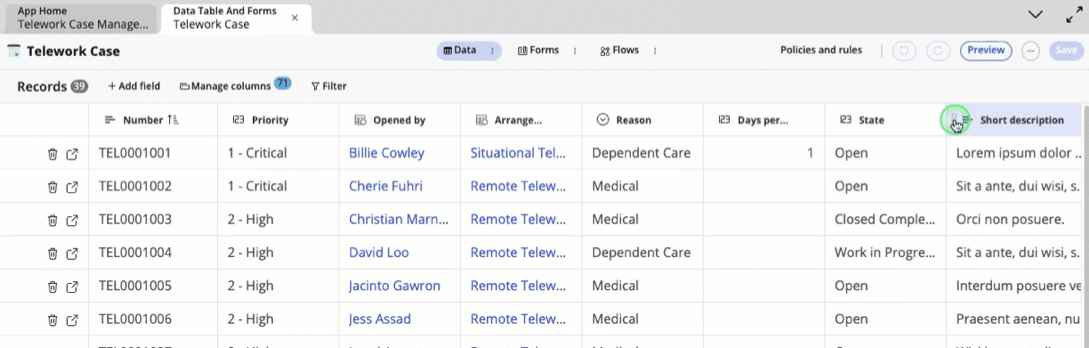 App Home
Telework Case Manage...
Data Table And Forms
Telework Case
Telework Case
Data
Forms
Flows
Policies and rules
Preview
Save
Records 39
+ Add field
Manage columns 71
Filter
Number Priority Opened by Arrange... Reason Days per... State Short description
TEL0001001 1 - Critical Billie Cowley Situational Tel... Dependent Care 1 Open Lorem ipsum dolor ..
TEL0001002 1 - Critical Cherie Fuhri Remote Telew... Medical Open Sit a ante, dui wisi, s.
TEL0001003 2 - High Christian Marn... Remote Telew... Medical Closed Comple... Orci non posuere.
TEL0001004 2 - High David Loo Remote Telew... Dependent Care Work in Progre... Sit a ante, dui wisi, s.
TEL0001005 2 - High Jacinto Gawron Remote Telew... Medical Open Interdum posuere ve
TEL0001006 2 - High Jess Assad Remote Telew... Medical Open Praesent aenean, nu